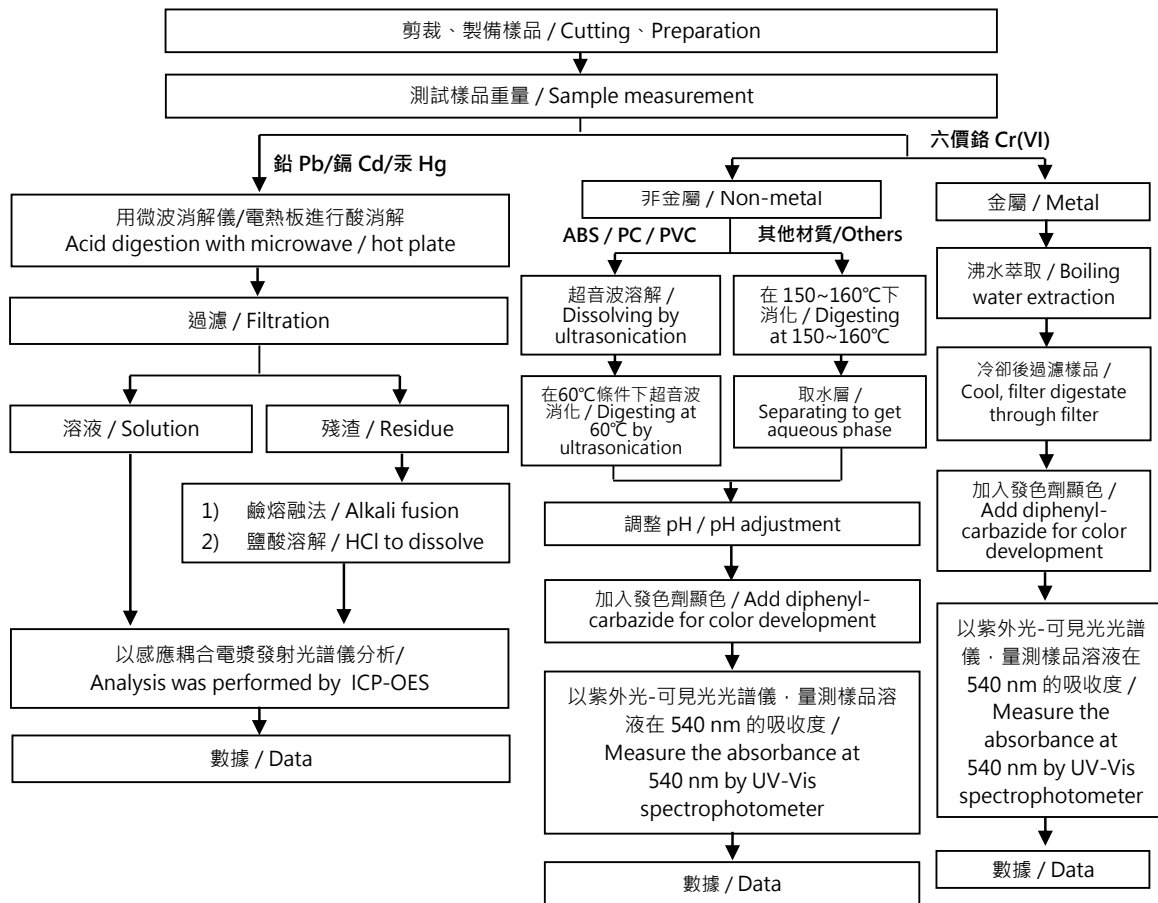 剪裁、製備樣品 / Cutting、Preparation
測試樣品重量 / Sample measurement
鉛 Pb/鎘 Cd/汞 Hg
用微波消解儀/電熱板進行酸消解
Acid digestion with microwave / hot plate
過濾 / Filtration
溶液 / Solution
殘渣 / Residue
1) 鹼熔融法 / Alkali fusion
2) 鹽酸溶解 / HCl to dissolve
以感應耦合電漿發射光譜儀分析/
Analysis was performed by ICP-OES
數據 / Data
六價鉻 Cr(VI)
非金屬 / Non-metal
ABS / PC / PVC
超音波溶解 /
Dissolving by
ultrasonication
在60℃條件下超音波
消化 / Digesting at
60℃ by
ultrasonication
其他材質/Others
在 150~160℃下
消化 / Digesting
at 150~160℃
取水層 /
Separating to get
aqueous phase
調整 pH / pH adjustment
加入發色劑顯色 / Add diphenyl-
carbazide for color development
以紫外光-可見光光譜儀，量測樣品溶
液在 540 nm 的吸收度 /
Measure the absorbance at
540 nm by UV-Vis
spectrophotometer
數據 / Data
金屬 / Metal
沸水萃取 / Boiling
water extraction
冷卻後過濾樣品 /
Cool, filter digestate
through filter
加入發色劑顯色 /
Add diphenyl-
carbazide for color
development
以紫外光-可見光光譜
儀，量測樣品溶液在
540 nm 的吸收度 /
Measure the
absorbance at
540 nm by UV-Vis
spectrophotometer
數據 / Data